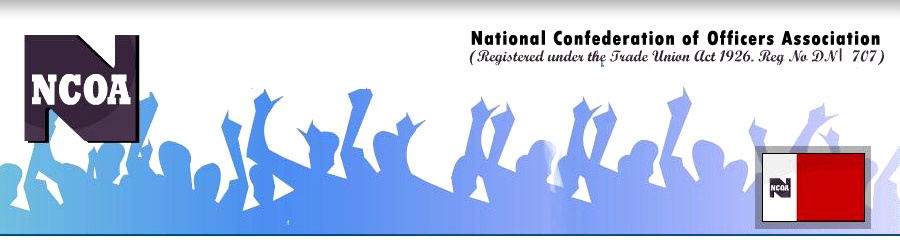 NCOA
National Confederation of Officers Association
(Registered under the Trade Union Act 1926. Reg No DN| 707)
NCOA